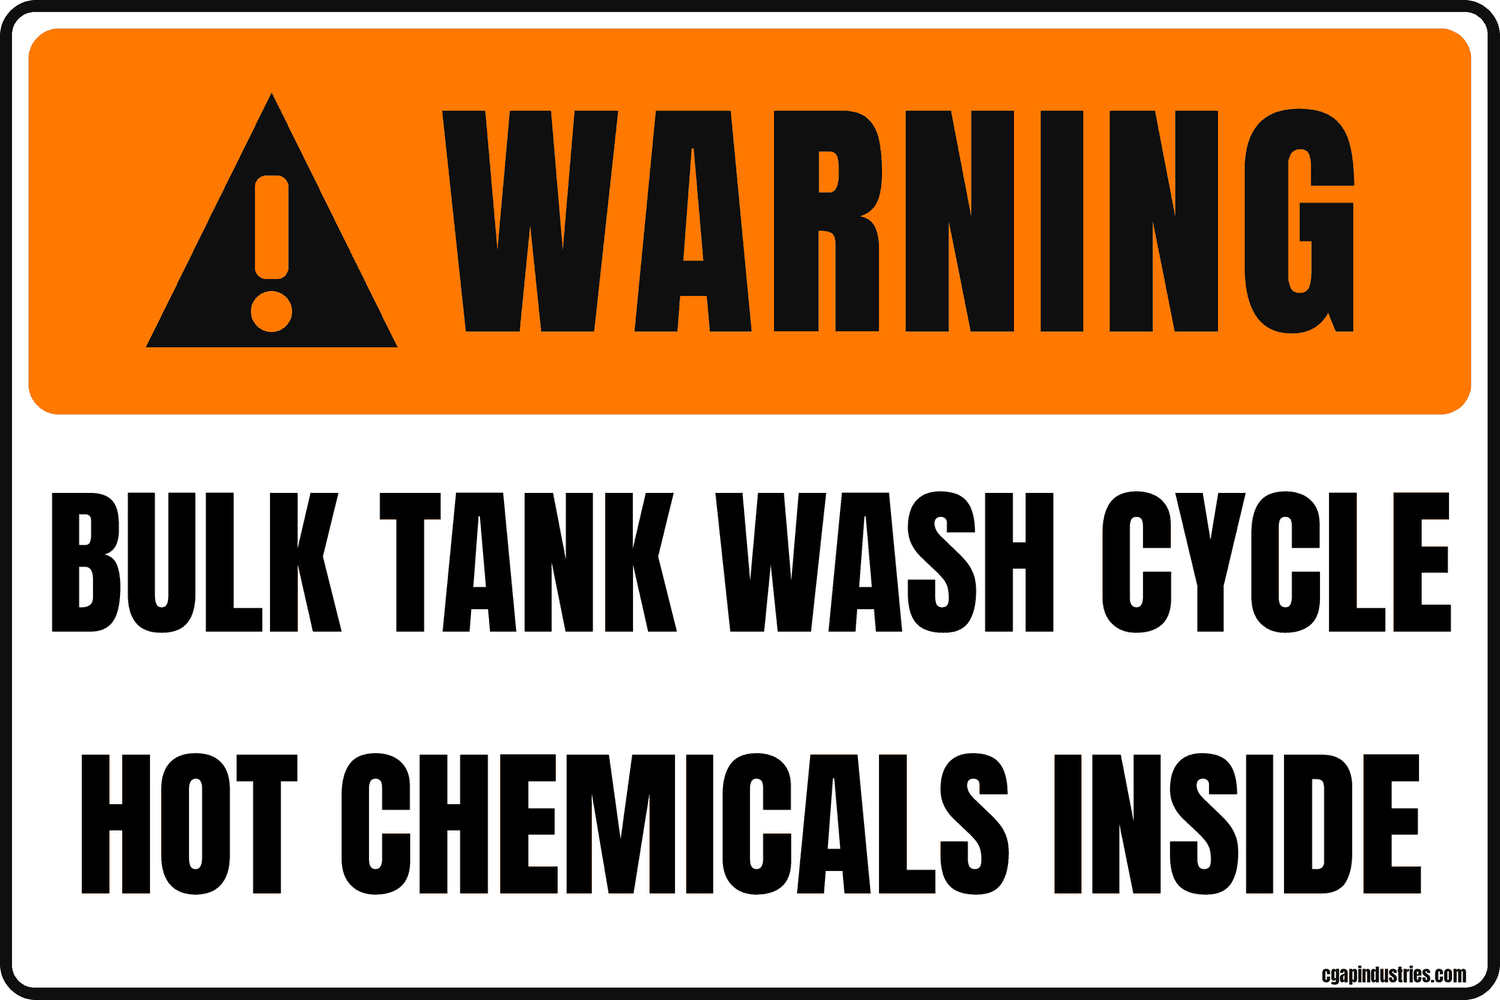 WARNING
BULK TANK WASH CYCLE
HOT CHEMICALS INSIDE
cgapindustries.com